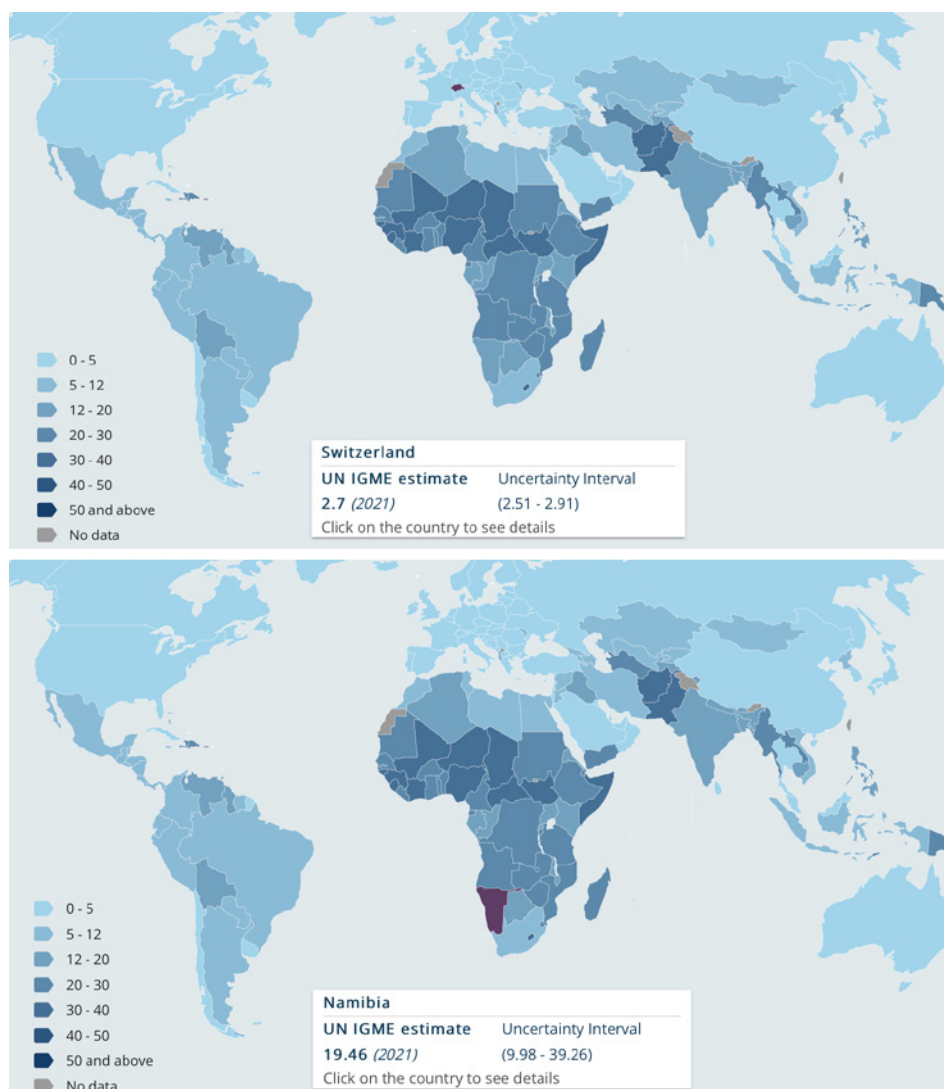 0 - 5
5 - 12
12 - 20
20 - 30
30 - 40
40 - 50
50 and above
No data
Switzerland
UN IGME estimate Uncertainty Interval
2.7 (2021) (2.51 - 2.91)
Click on the country to see details
0 - 5
5 - 12
12 - 20
20 - 30
30 - 40
40 - 50
50 and above
No data
Namibia
UN IGME estimate Uncertainty Interval
19.46 (2021) (9.98 - 39.26)
Click on the country to see details